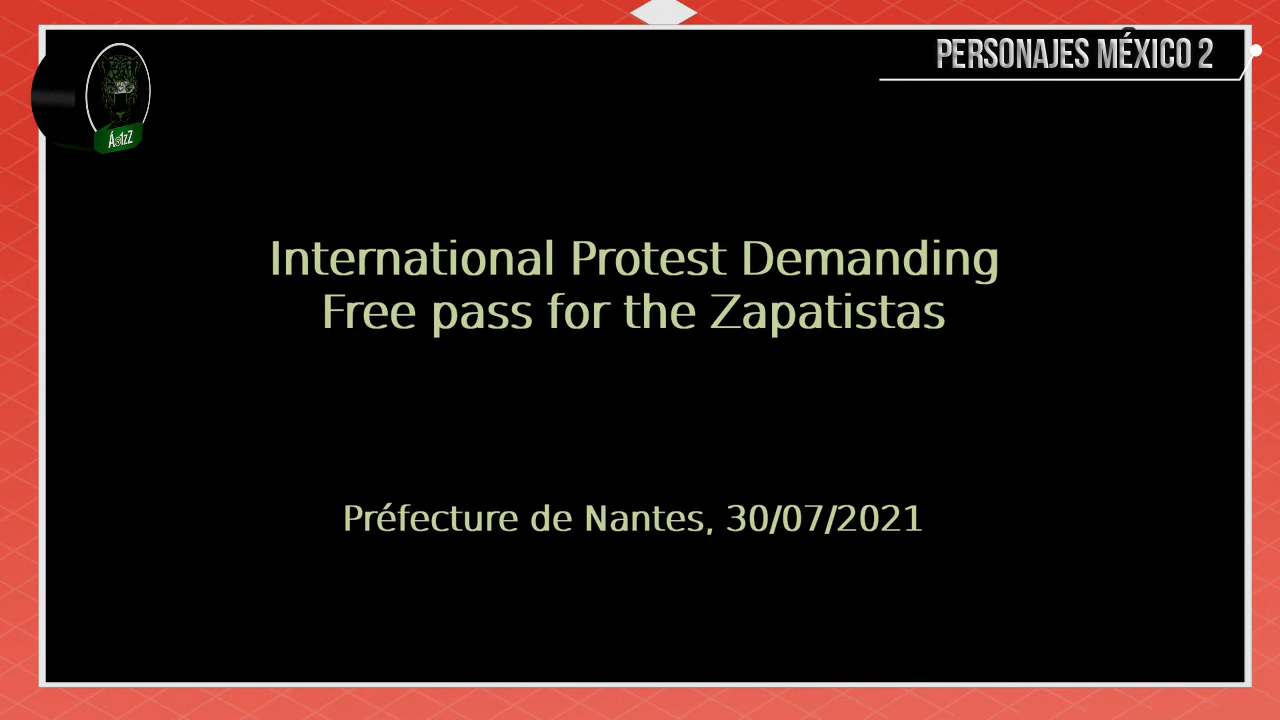 PERSONAJES MÉXICO 2
International Protest Demanding
Free pass for the Zapatistas
Préfecture de Nantes, 30/07/2021